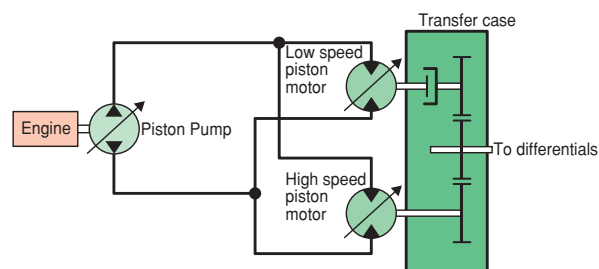 Transfer case
Low speed
piston
motor
Engine
Piston Pump
To differentials
High speed
piston
motor